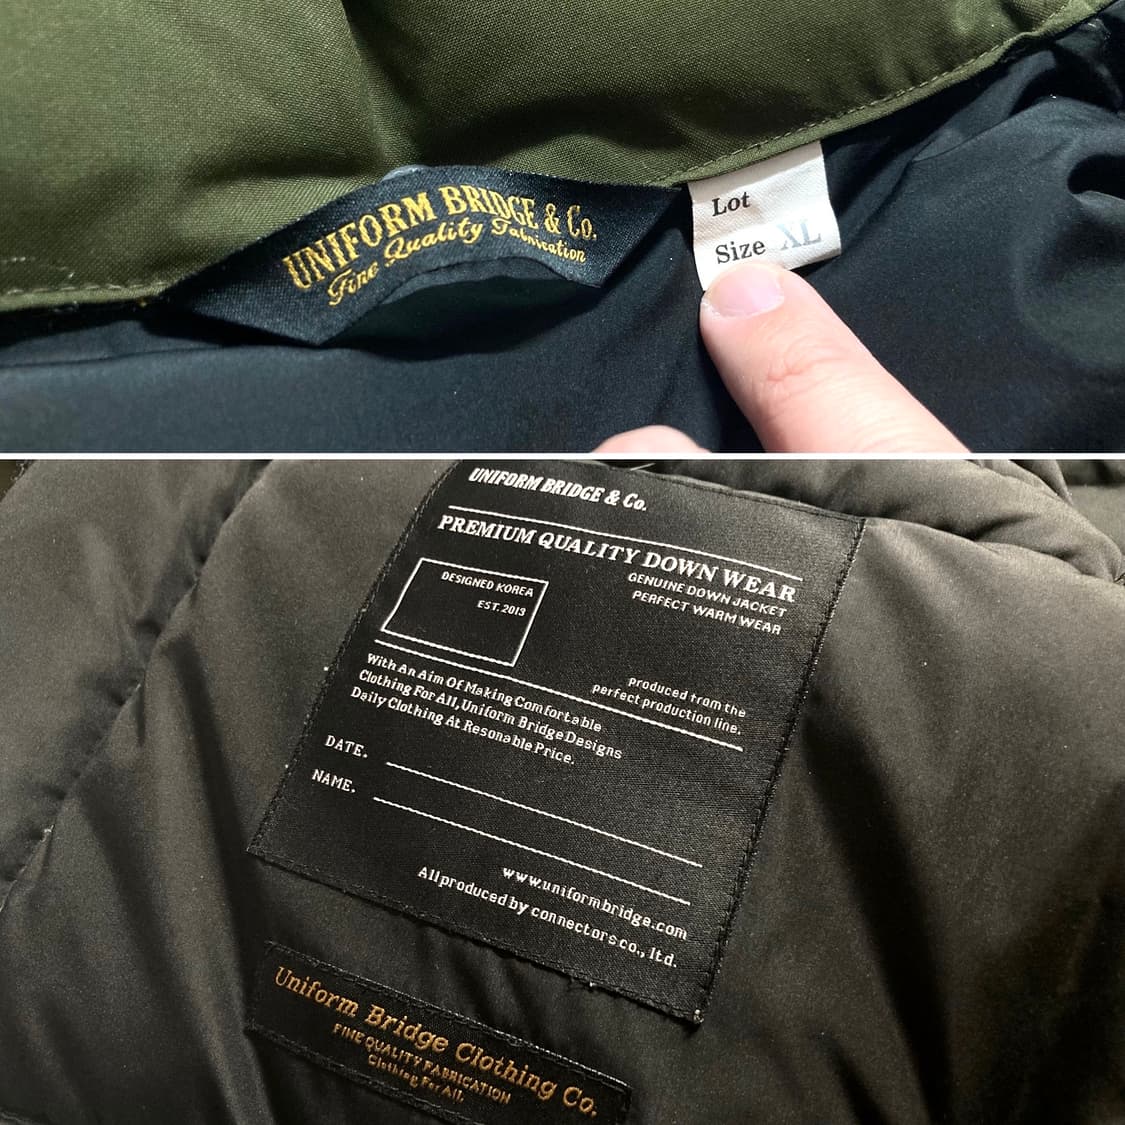 UNIFORM BRIDGE & Co.
Fine Quality Fabrication
Lot
Size XL
UNIFORM BRIDGE & Co.
PREMIUM QUALITY DOWN WEAR
GENUINE DOWN JACKET
PERFECT WARM WEAR
DESIGNED KOREA
EST. 2013
produced from the
perfect production line.
With An Aim Of Making Comfortable
Clothing For All, Uniform Bridge Designs
Daily Clothing At Resonable Price.
DATE.
NAME.
www.uniformbridge.com
All produced by connectors co., ltd.
Uniform Bridge Clothing Co.
FINE QUALITY FABRICATION
Clothing For All.